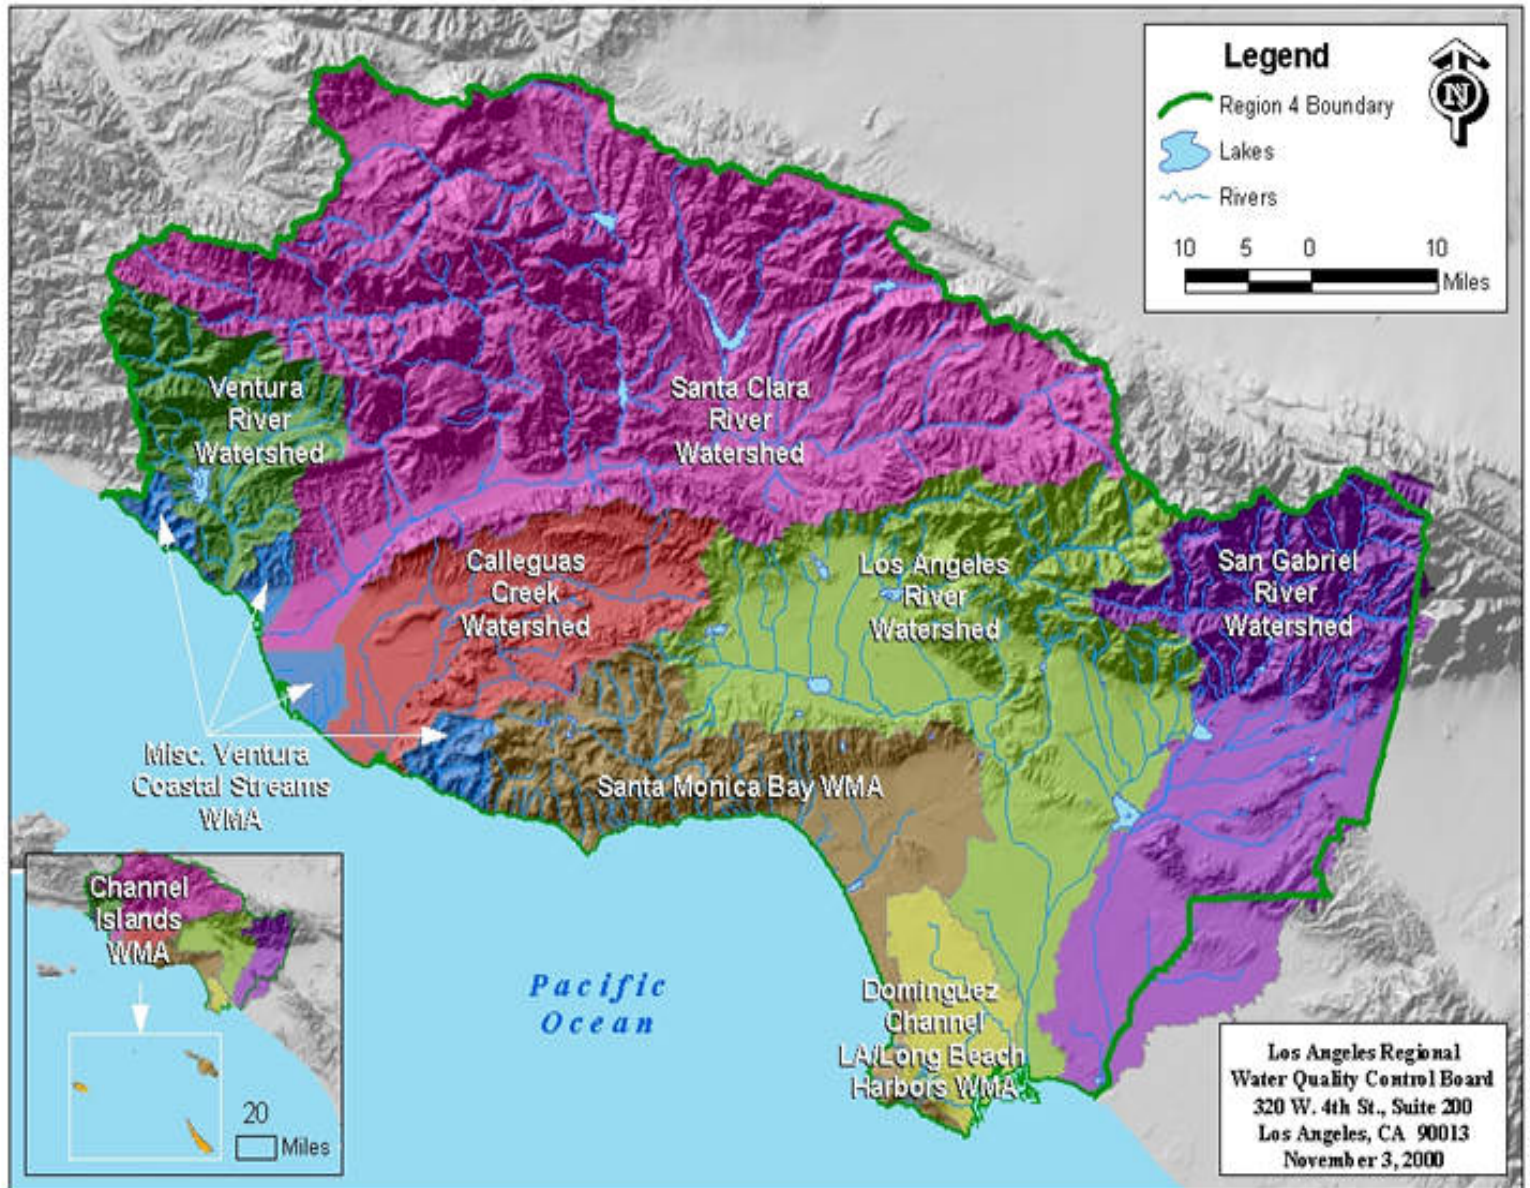 Legend
Region 4 Boundary
Lakes
Rivers
N
10 5 0 10
Miles
Ventura
River
Watershed
Santa Clara
River
Watershed
Calleguas
Creek
Watershed
Los Angeles
River
Watershed
San Gabriel
River
Watershed
Misc. Ventura
Coastal Streams
WMA
Santa Monica Bay WMA
Channel
Islands
WMA
20
Miles
Pacific
Ocean
Dominguez
Channel
LA/Long Beach
Harbors WMA
Los Angeles Regional
Water Quality Control Board
320 W. 4th St., Suite 200
Los Angeles, CA 90013
November 3, 2000